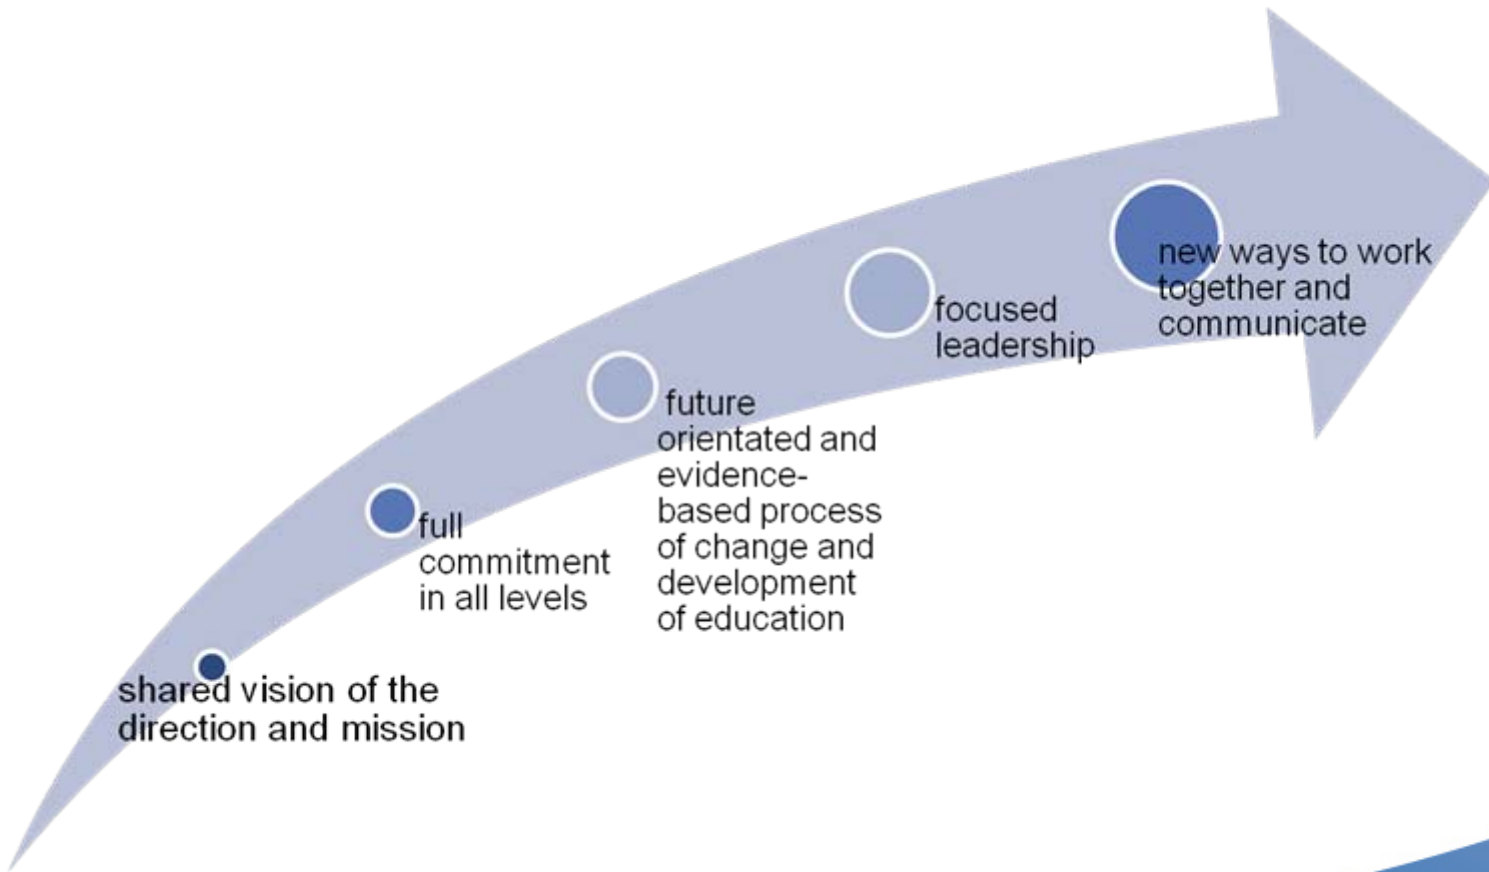 shared vision of the
direction and mission
full
commitment
in all levels
future
orientated and
evidence-
based process
of change and
development
of education
focused
leadership
new ways to work
together and
communicate